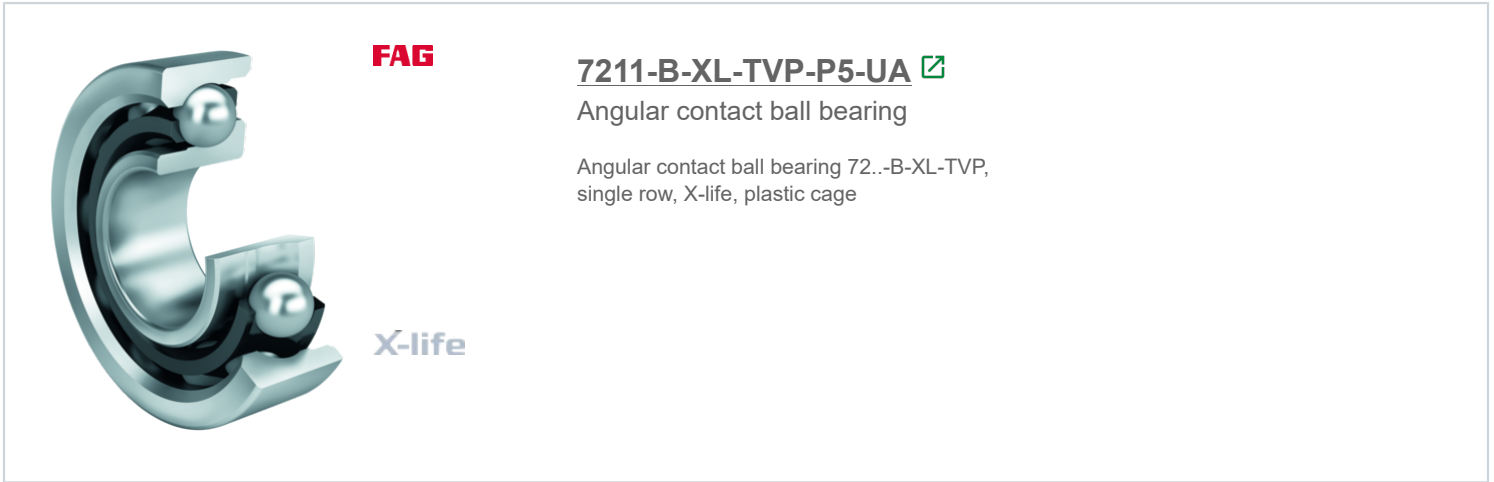 FAG
7211-B-XL-TVP-P5-UA
Angular contact ball bearing
Angular contact ball bearing 72..-B-XL-TVP,
single row, X-life, plastic cage
X-life